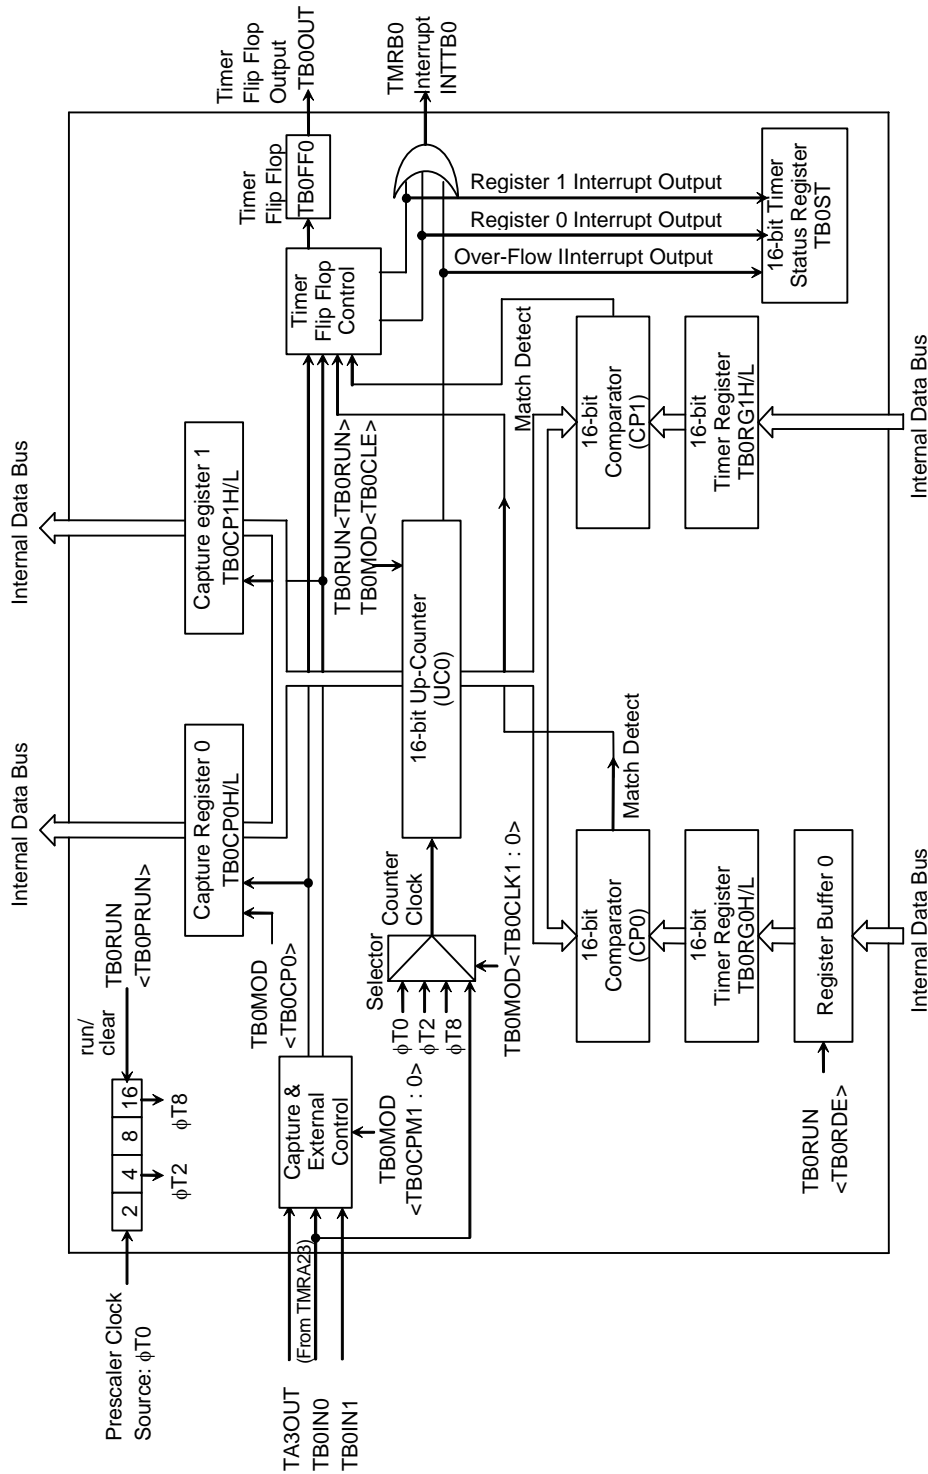 Prescaler Clock
Source: ϕT0
2
4
8
16
ϕT2
ϕT8
run/
clear
TB0RUN
<TB0PRUN>
Internal Data Bus
Internal Data Bus
Capture Register 0
TB0CP0H/L
Capture egister 1
TB0CP1H/L
TB0MOD
<TB0CP0>
TA3OUT
(From TMRA23)
TB0IN0
TB0IN1
Capture &
External
Control
TB0MOD
<TB0CPM1 : 0>
Selector
ϕT0
ϕT2
ϕT8
Counter
Clock
TB0MOD<TB0CLK1 : 0>
16-bit Up-Counter
(UC0)
TB0RUN<TB0RUN>
TB0MOD<TB0CLE>
Timer
Flip Flop
Control
Timer
Flip Flop
TB0FF0
Timer
Flip Flop
Output
TB0OUT
TMRB0
Interrupt
INTTB0
Register 1 Interrupt Output
Register 0 Interrupt Output
Over-Flow IInterrupt Output
16-bit Timer
Status Register
TB0ST
Match Detect
Match Detect
16-bit
Comparator
(CP0)
16-bit
Comparator
(CP1)
16-bit
Timer Register
TB0RG0H/L
16-bit
Timer Register
TB0RG1H/L
Register Buffer 0
TB0RUN
<TB0RDE>
Internal Data Bus
Internal Data Bus